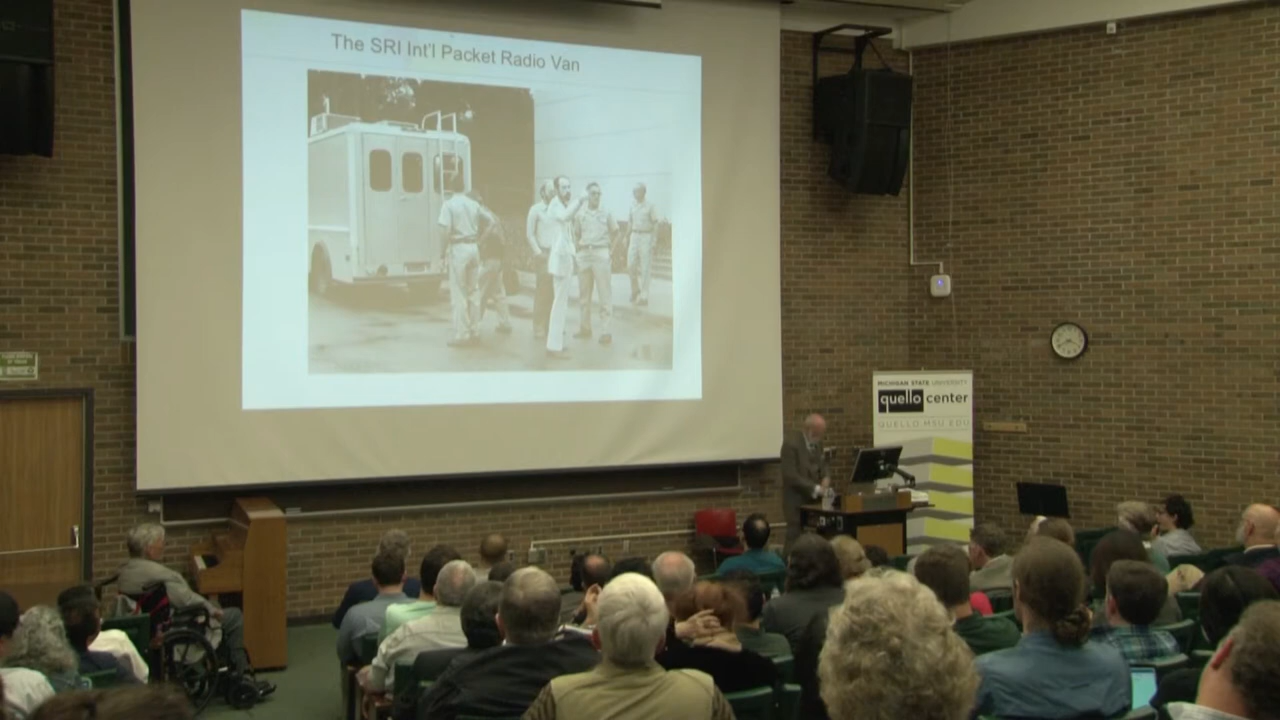 The SRI Int'l Packet Radio Van
MICHIGAN STATE UNIVERSITY
quello center
QUELLO.MSU.EDU